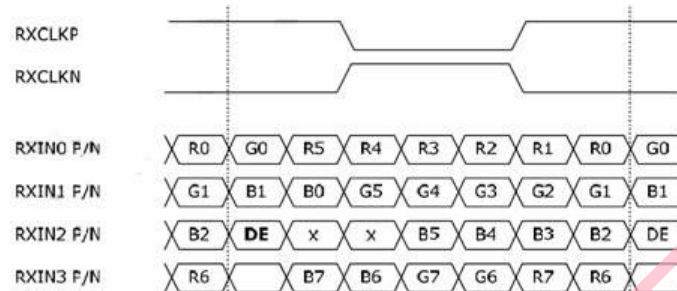 RXCLKP
RXCLKN
RXIN0 P/N R0 G0 R5 R4 R3 R2 R1 R0 G0
RXIN1 P/N G1 B1 B0 G5 G4 G3 G2 G1 B1
RXIN2 P/N B2 DE x x B5 B4 B3 B2 DE
RXIN3 P/N R6 B7 B6 G7 G6 R7 R6